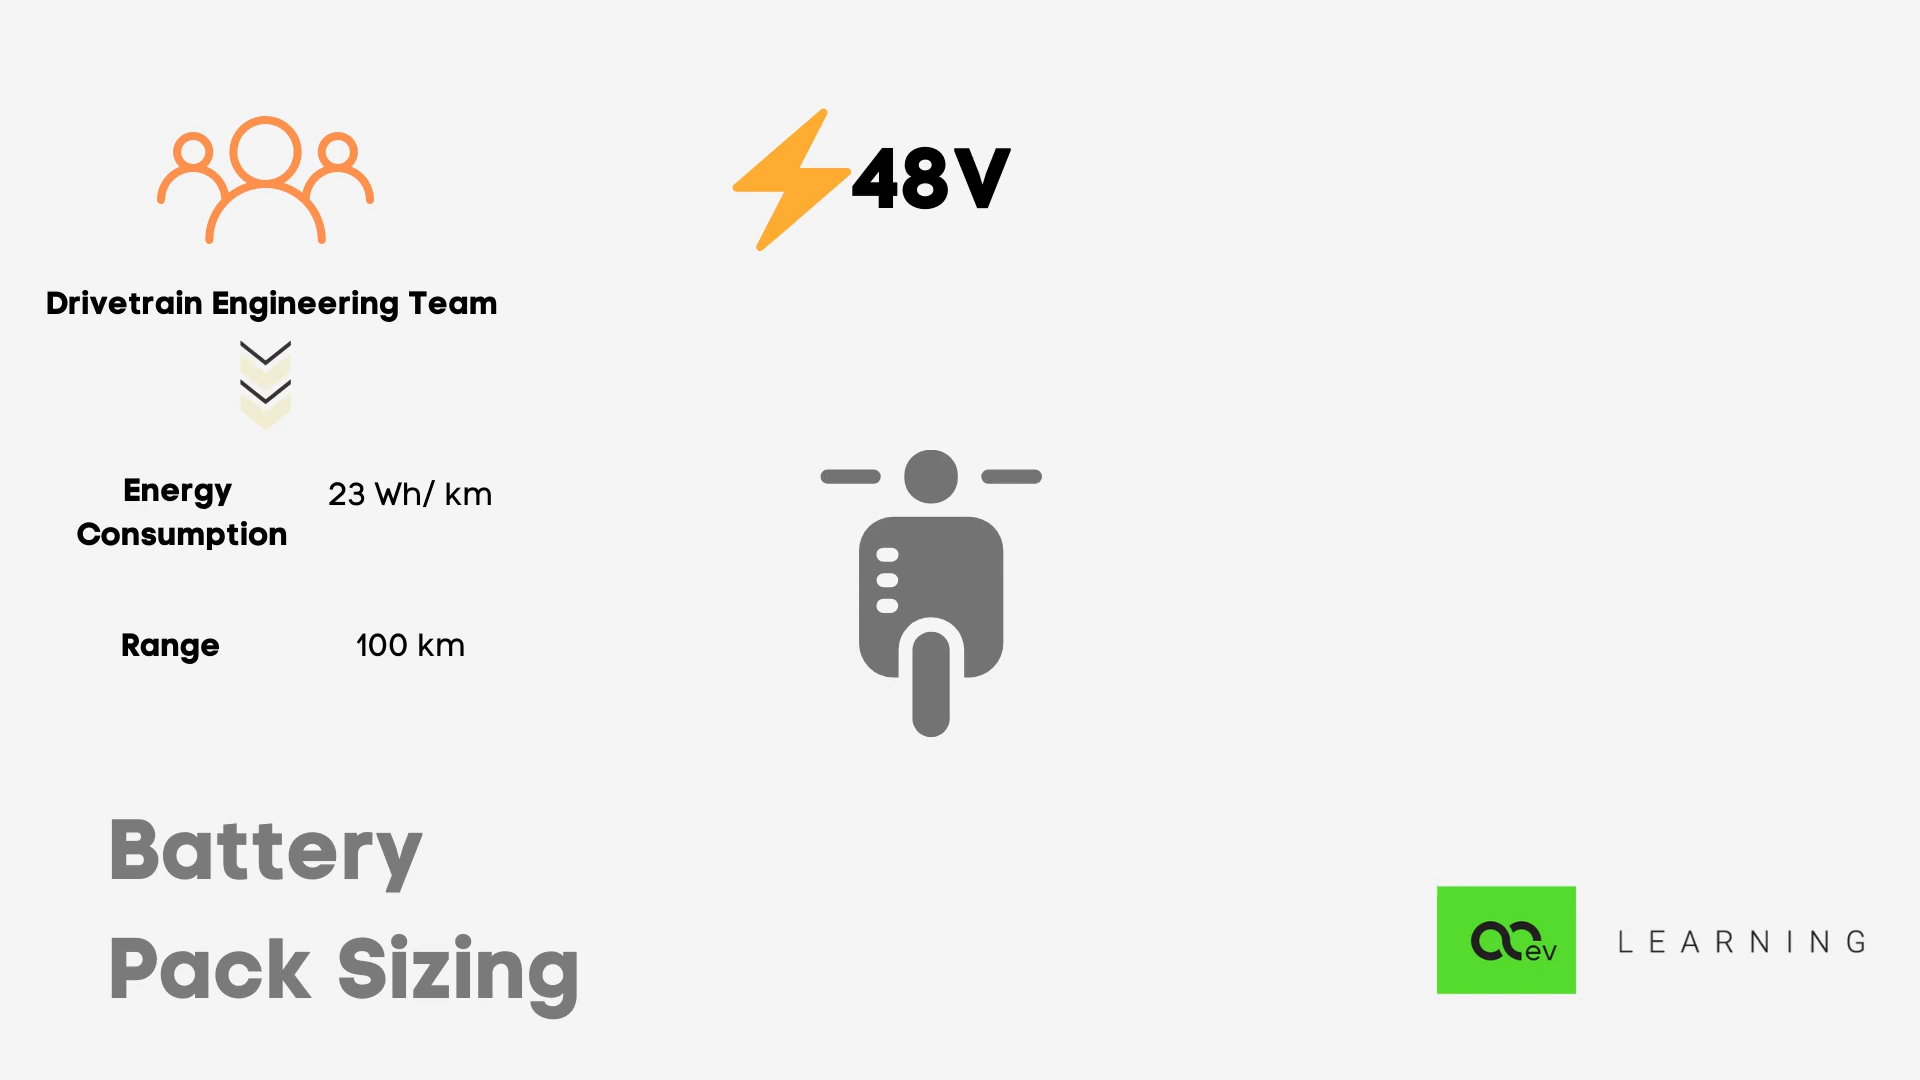 48V
Drivetrain Engineering Team
Energy
Consumption
23 Wh/ km
Range
100 km
Battery
Pack Sizing
ev
LEARNING